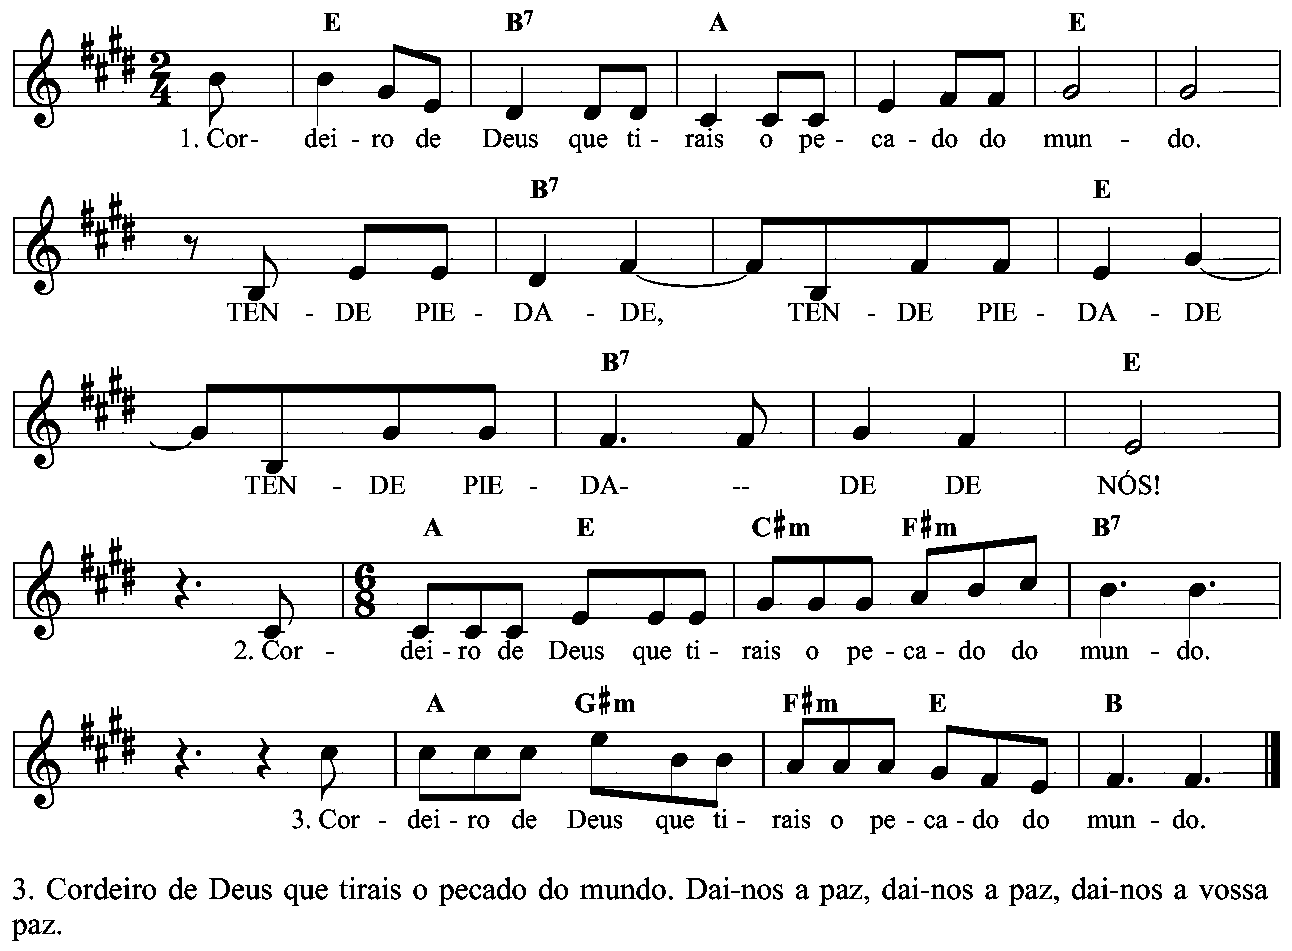 E B7 A E
2 4
1. Cor- dei - ro de Deus que ti - rais o pe - ca - do do mun - do.
B7 E
TEN - DE PIE - DA - DE, TEN - DE PIE - DA - DE
B7 E
TEN - DE PIE - DA- -- DE DE NÓS!
A E C#m F#m B7
6 8
2. Cor - dei - ro de Deus que ti - rais o pe - ca - do do mun - do.
A G#m F#m E B
3. Cor - dei - ro de Deus que ti - rais o pe - ca - do do mun - do.
3. Cordeiro de Deus que tirais o pecado do mundo. Dai-nos a paz, dai-nos a paz, dai-nos a vossa
paz.